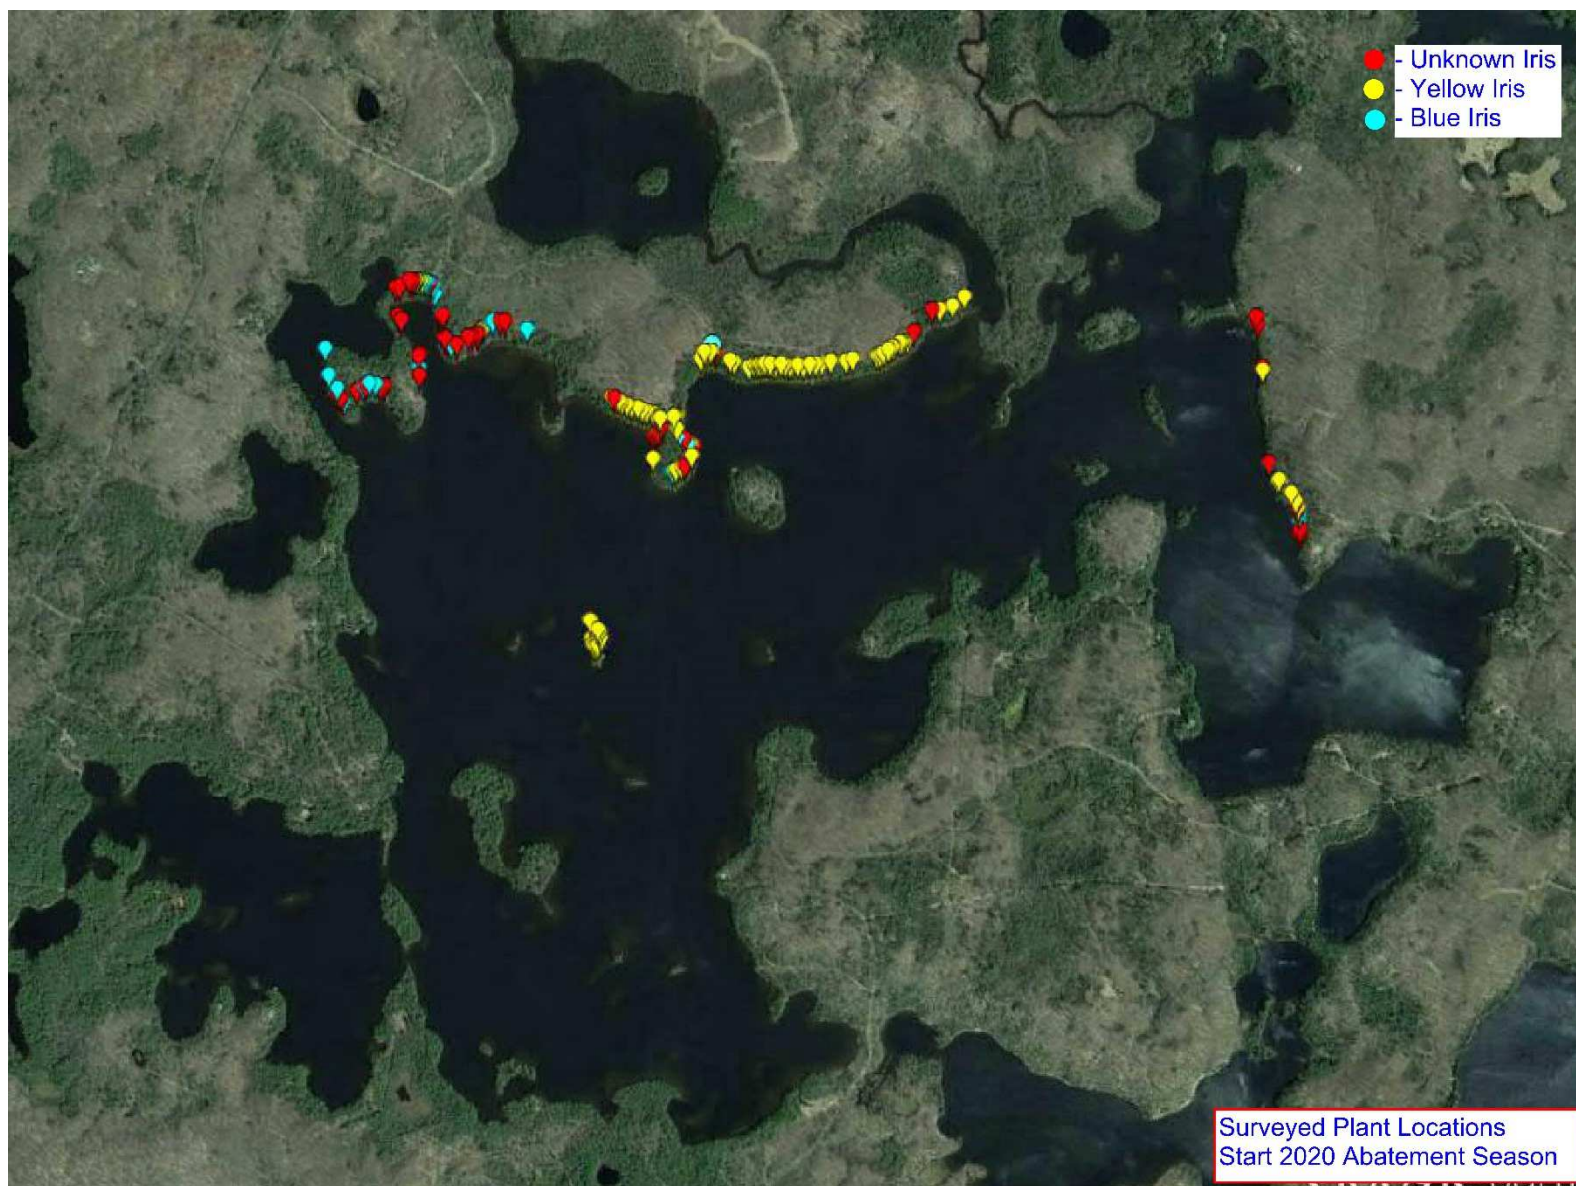 - Unknown Iris
- Yellow Iris
- Blue Iris
Surveyed Plant Locations
Start 2020 Abatement Season